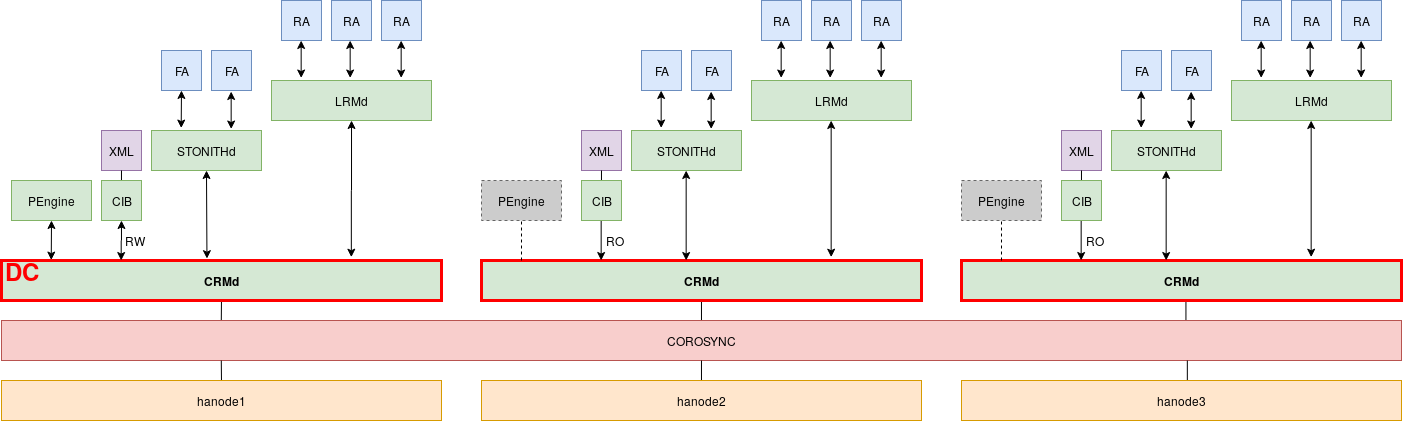 RA RA RA RA RA RA RA RA RA
FA FA FA FA FA FA
LRMd LRMd LRMd
XML STONITHd XML STONITHd XML STONITHd
PEngine CIB PEngine CIB PEngine CIB
RW RO RO
DC CRMd CRMd CRMd
COROSYNC
hanode1 hanode2 hanode3